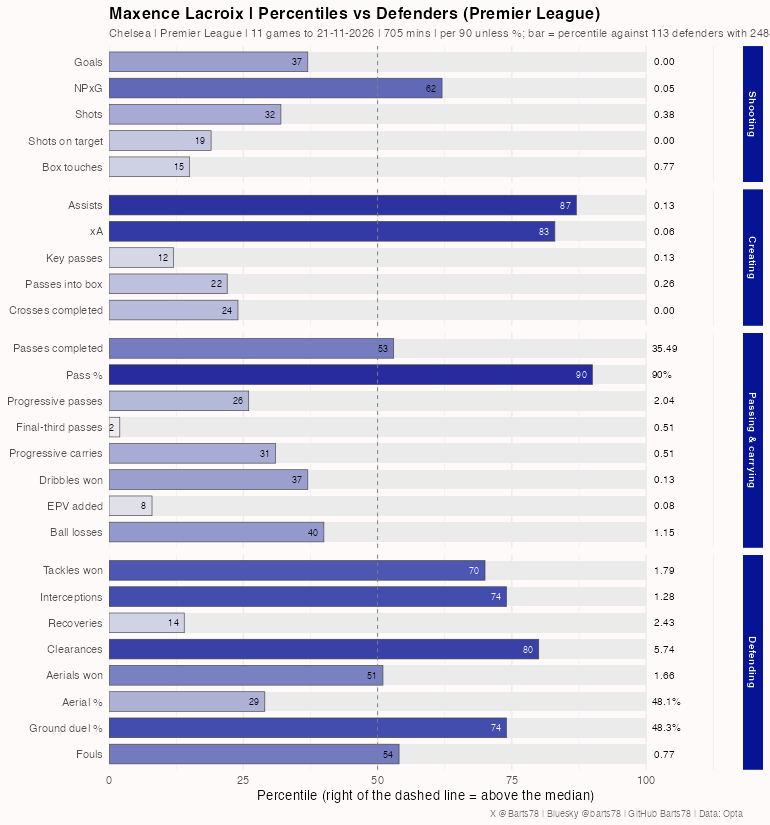 Maxence Lacroix | Percentiles vs Defenders (Premier League)
Chelsea | Premier League | 11 games to 21-11-2026 | 705 mins | per 90 unless %; bar = percentile against 113 defenders with 248
Goals 37 0.00
NPxG 62 0.05
Shots 32 0.38
Shots on target 19 0.00
Box touches 15 0.77
Shooting
Assists 87 0.13
xA 83 0.06
Key passes 12 0.13
Passes into box 22 0.26
Crosses completed 24 0.00
Creating
Passes completed 53 35.49
Pass % 90 90%
Progressive passes 26 2.04
Final-third passes 2 0.51
Progressive carries 31 0.51
Dribbles won 37 0.13
EPV added 8 0.08
Ball losses 40 1.15
Passing & carrying
Tackles won 70 1.79
Interceptions 74 1.28
Recoveries 14 2.43
Clearances 80 5.74
Aerials won 51 1.66
Aerial % 29 48.1%
Ground duel % 74 48.3%
Fouls 54 0.77
Defending
0 25 50 75 100
Percentile (right of the dashed line = above the median)
X @Barts78 | Bluesky @barts78 | GitHub Barts78 | Data: Opta